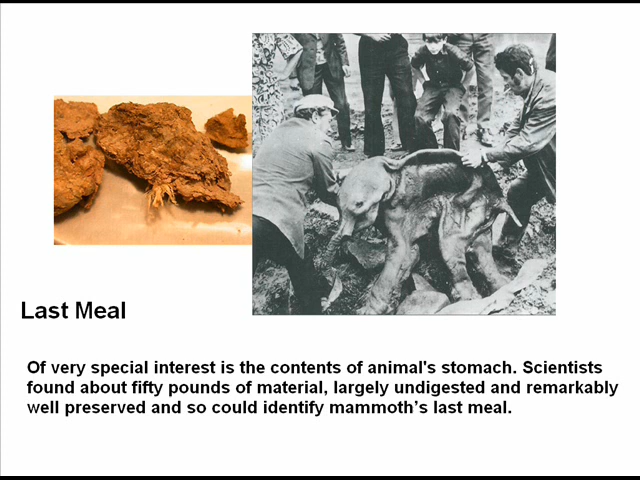 Last Meal
Of very special interest is the contents of animal's stomach. Scientists
found about fifty pounds of material, largely undigested and remarkably
well preserved and so could identify mammoth’s last meal.